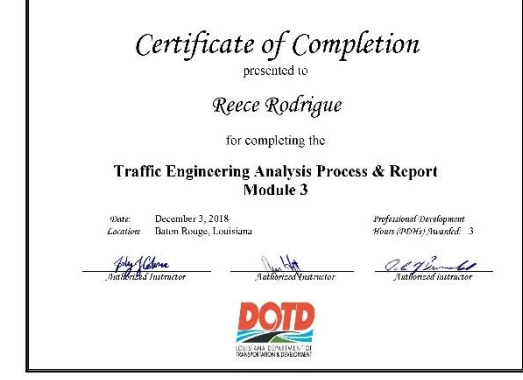 Certificate of Completion
presented to
Reece Rodrigue
for completing the
Traffic Engineering Analysis Process & Report
Module 3
Date: December 3, 2018
Location: Baton Rouge, Louisiana
Professional Development
Hours (PDHs) Awarded: 3
Authorized Instructor
Authorized Instructor
Authorized Instructor
DOTD
LOUISIANA DEPARTMENT OF
TRANSPORTATION & DEVELOPMENT